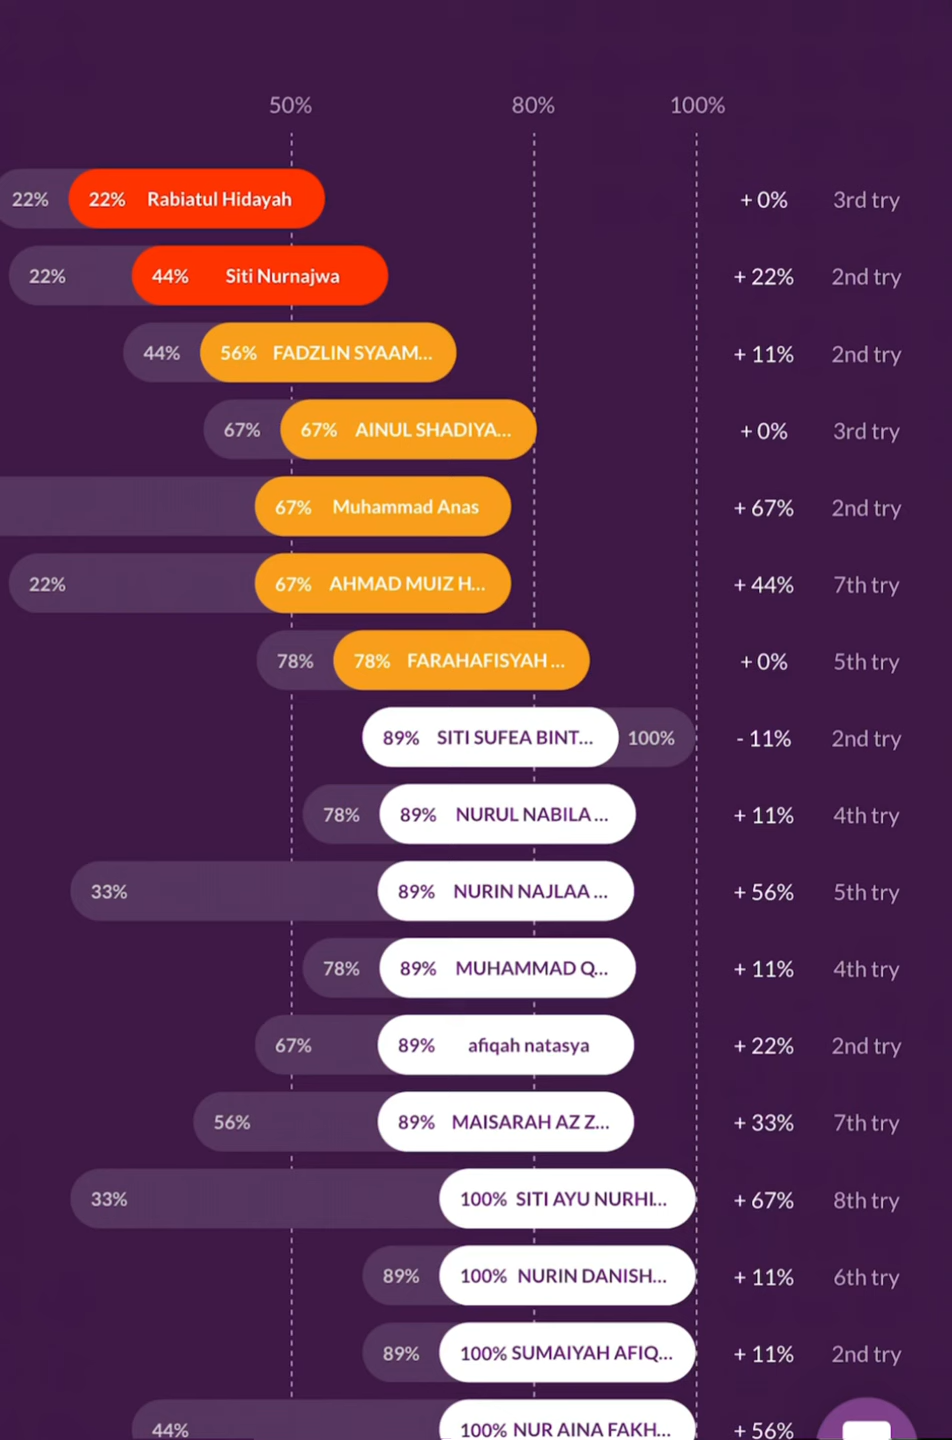 50% 80% 100%
22% 22% Rabiatul Hidayah + 0% 3rd try
22% 44% Siti Nurnajwa + 22% 2nd try
44% 56% FADZLIN SYAAM... + 11% 2nd try
67% 67% AINUL SHADIYA... + 0% 3rd try
67% Muhammad Anas + 67% 2nd try
22% 67% AHMAD MUIZ H... + 44% 7th try
78% 78% FARAHAFISYAH ... + 0% 5th try
89% SITI SUFEA BINT... 100% - 11% 2nd try
78% 89% NURUL NABILA ... + 11% 4th try
33% 89% NURIN NAJLAA ... + 56% 5th try
78% 89% MUHAMMAD Q... + 11% 4th try
67% 89% afiqah natasya + 22% 2nd try
56% 89% MAISARAH AZ Z... + 33% 7th try
33% 100% SITI AYU NURHI... + 67% 8th try
89% 100% NURIN DANISH... + 11% 6th try
89% 100% SUMAIYAH AFIQ... + 11% 2nd try
44% 100% NUR AINA FAKH... + 56%